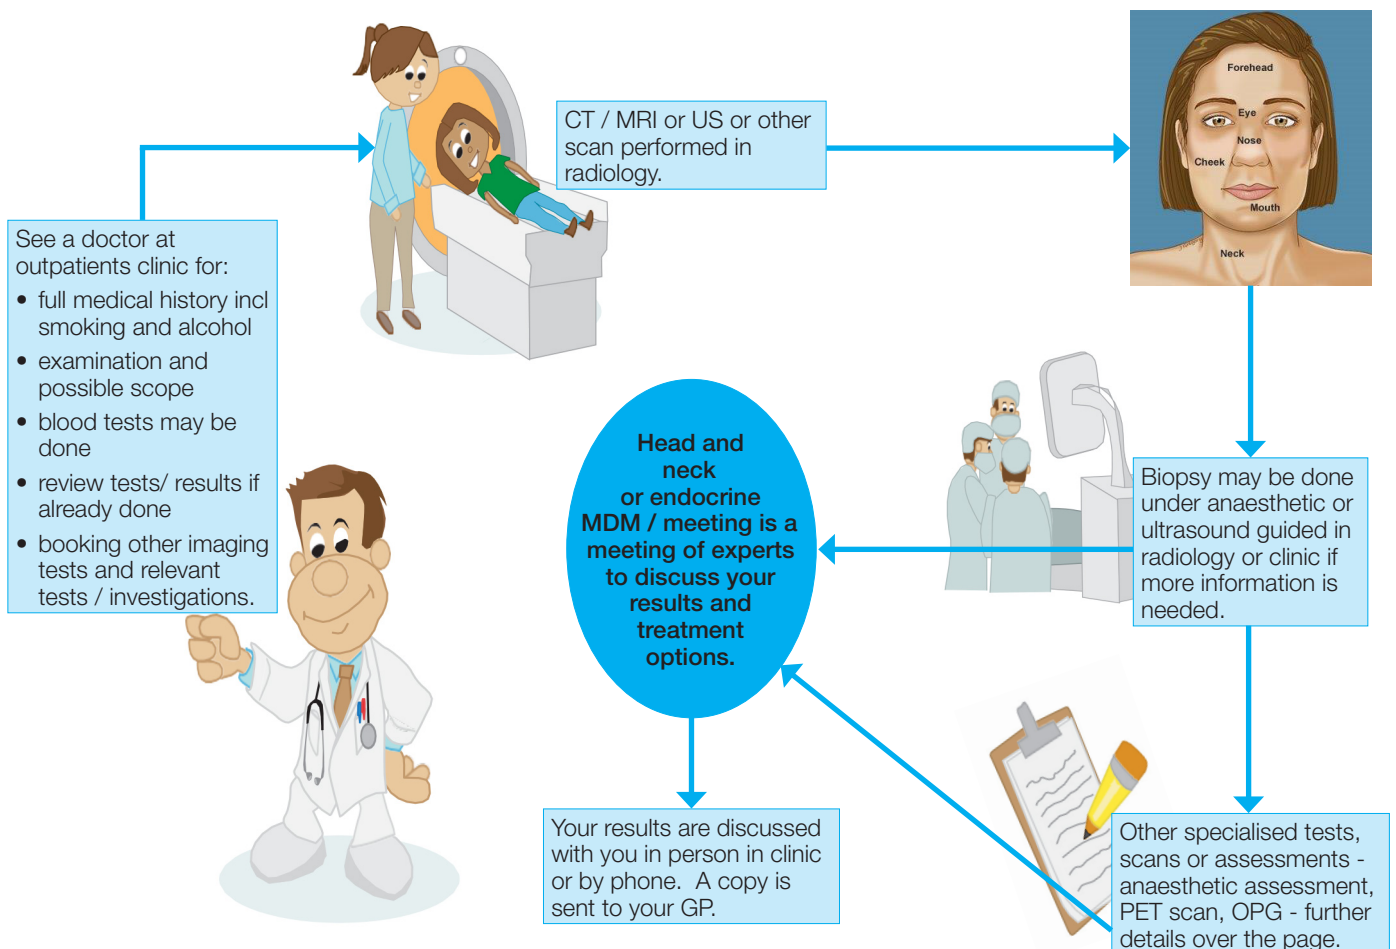 See a doctor at
outpatients clinic for:
• full medical history incl
smoking and alcohol
• examination and
possible scope
• blood tests may be
done
• review tests/ results if
already done
• booking other imaging
tests and relevant
tests / investigations.
CT / MRI or US or other
scan performed in
radiology.
Forehead
Eye
Nose
Cheek
Mouth
Neck
Biopsy may be done
under anaesthetic or
ultrasound guided in
radiology or clinic if
more information is
needed.
Head and
neck
or endocrine
MDM / meeting is a
meeting of experts
to discuss your
results and
treatment
options.
Other specialised tests,
scans or assessments -
anaesthetic assessment,
PET scan, OPG - further
details over the page.
Your results are discussed
with you in person in clinic
or by phone.  A copy is
sent to your GP.